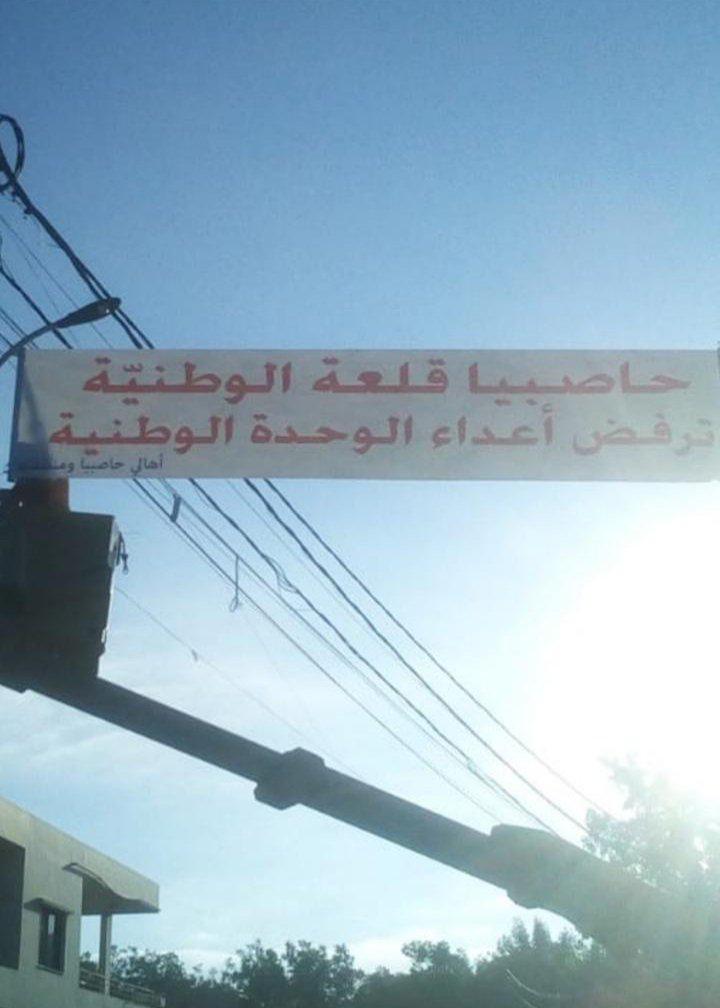 حاصبيا قلعة الوطنيّة
ترفض أعداء الوحدة الوطنية
أهالي حاصبيا